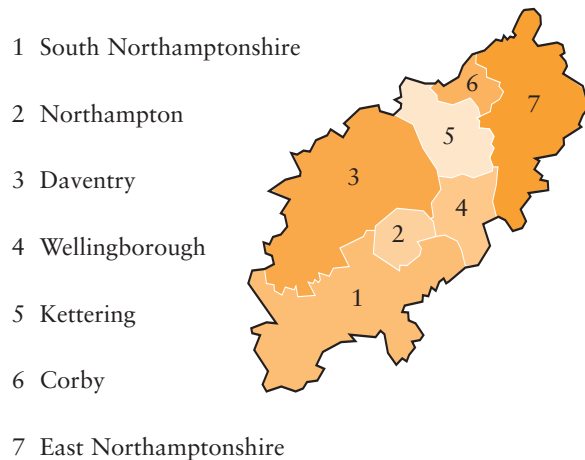 1 South Northamptonshire
2 Northampton
3 Daventry
4 Wellingborough
5 Kettering
6 Corby
7 East Northamptonshire
6
7
5
3
4
2
1